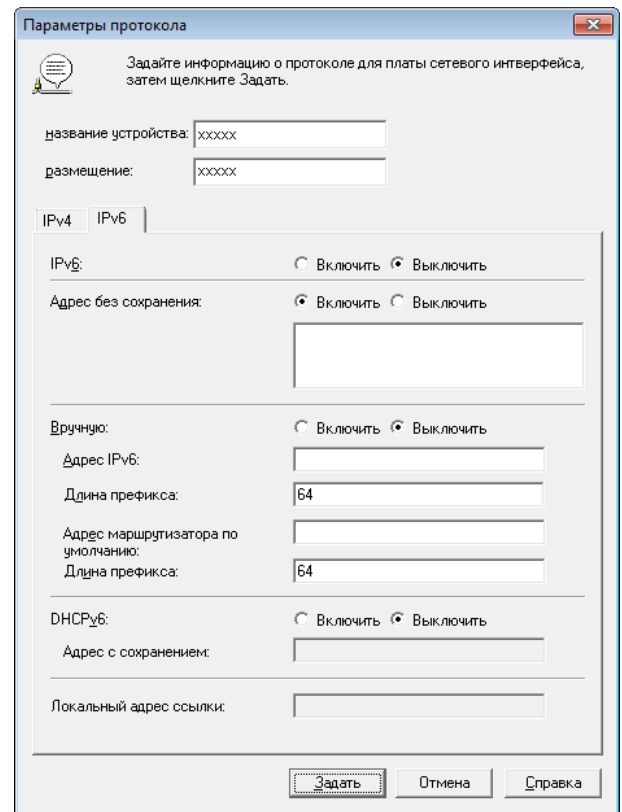 Параметры протокола
Задайте информацию о протоколе для платы сетевого интверфейса,
затем щелкните Задать.
название устройства: xxxxx
размещение: xxxxx
IPv4 IPv6
IPv6: Включить Выключить
Адрес без сохранения: Включить Выключить
Вручную: Включить Выключить
Адрес IPv6:
Длина префикса: 64
Адрес маршрутизатора по
умолчанию:
Длина префикса: 64
DHCPv6: Включить Выключить
Адрес с сохранением:
Локальный адрес ссылки:
Задать Отмена Справка